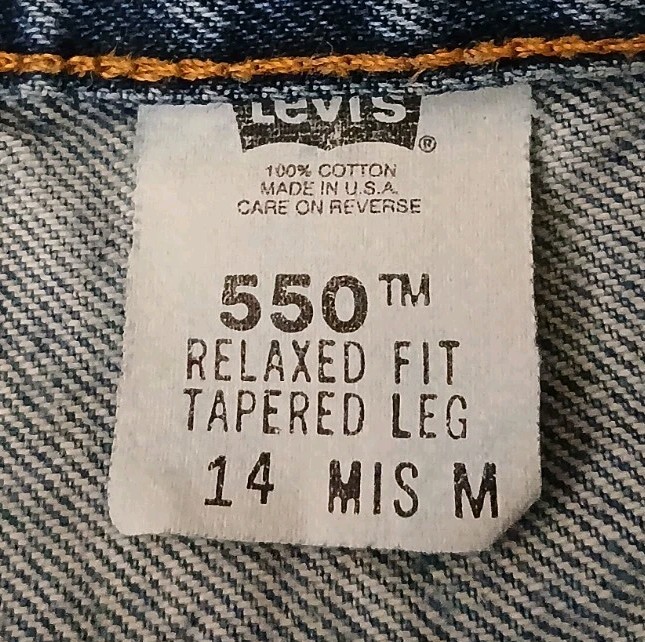 Levi's®
100% COTTON
MADE IN U.S.A.
CARE ON REVERSE
550™
RELAXED FIT
TAPERED LEG
14 MIS M